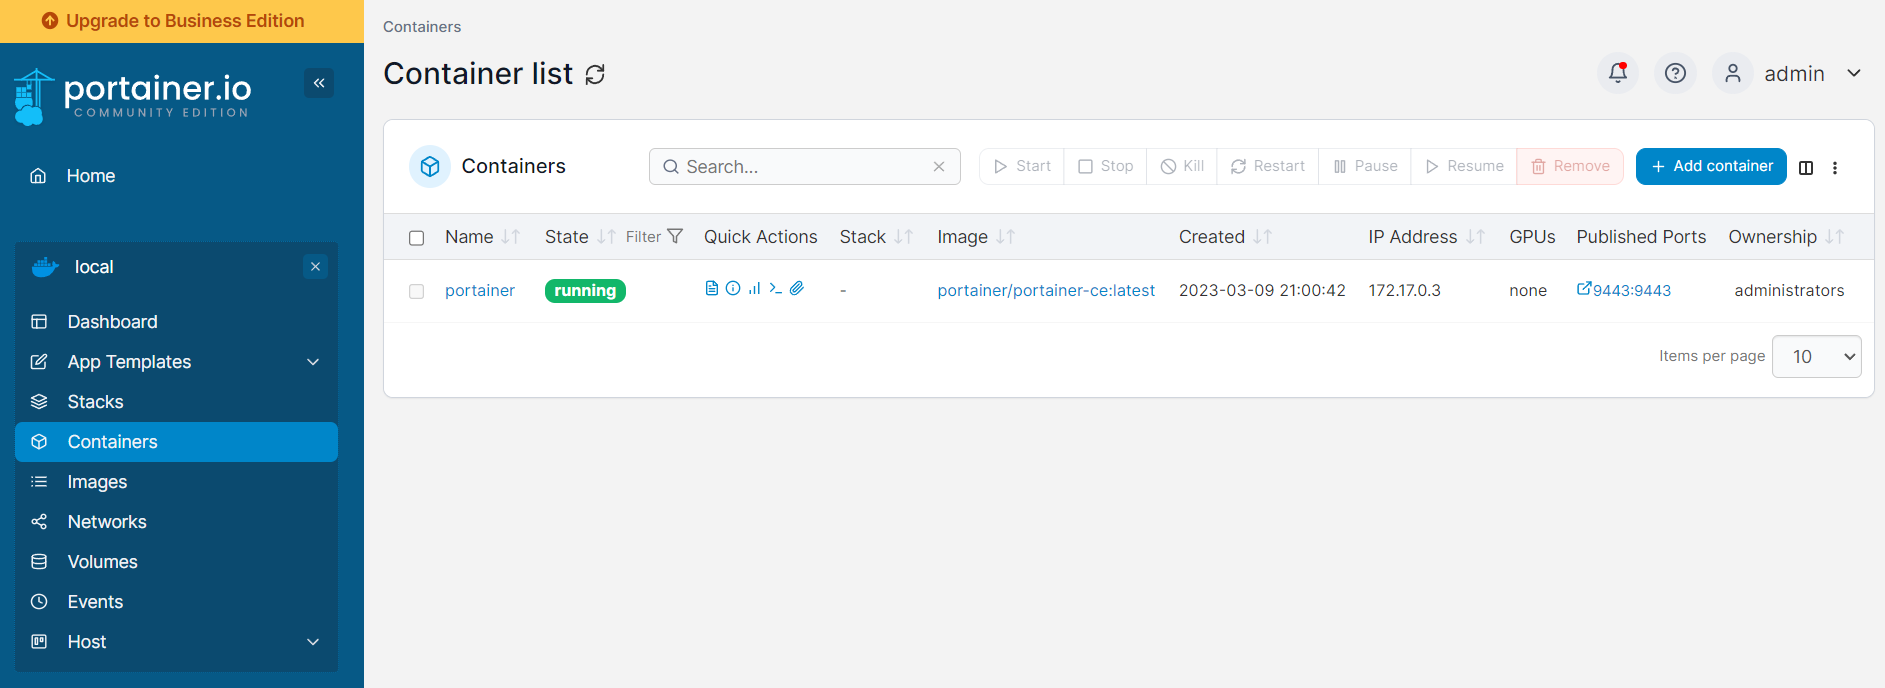 Upgrade to Business Edition
portainer.io
COMMUNITY EDITION
Home
local
Dashboard
App Templates
Stacks
Containers
Images
Networks
Volumes
Events
Host
Containers
Container list
admin
Containers
Search...
Start Stop Kill Restart Pause Resume Remove
Add container
Name State Filter Quick Actions Stack Image Created IP Address GPUs Published Ports Ownership
portainer running - portainer/portainer-ce:latest 2023-03-09 21:00:42 172.17.0.3 none 9443:9443 administrators
Items per page 10